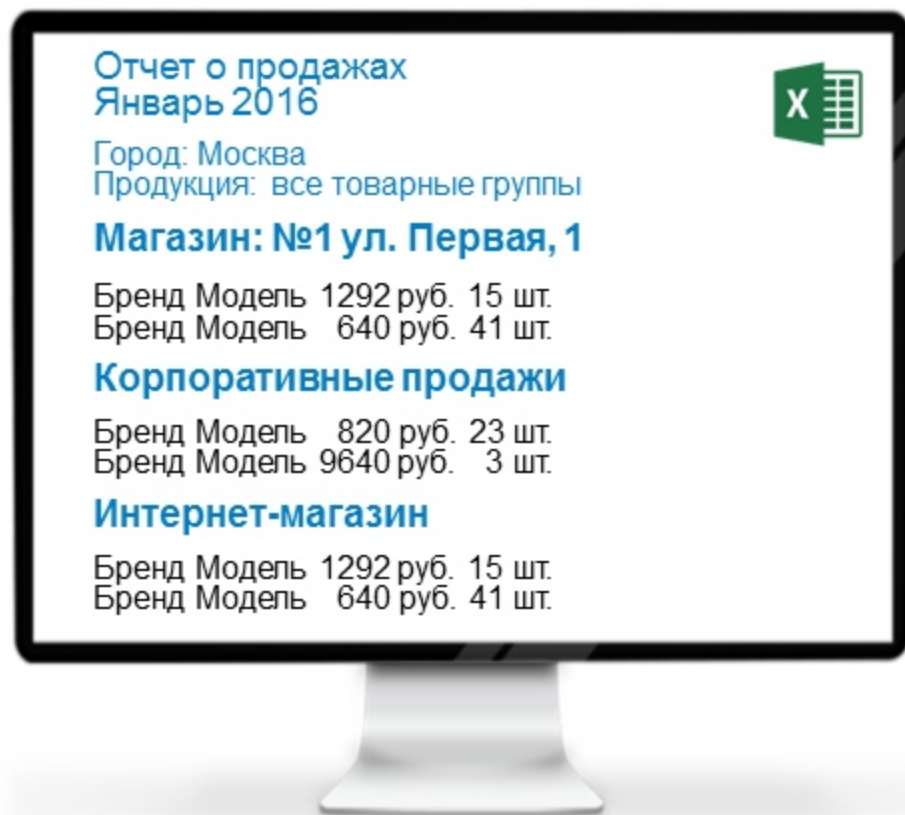 Отчет о продажах
Январь 2016
Город: Москва
Продукция: все товарные группы
Магазин: №1 ул. Первая, 1
Бренд Модель 1292 руб. 15 шт.
Бренд Модель 640 руб. 41 шт.
Корпоративные продажи
Бренд Модель 820 руб. 23 шт.
Бренд Модель 9640 руб. 3 шт.
Интернет-магазин
Бренд Модель 1292 руб. 15 шт.
Бренд Модель 640 руб. 41 шт.
X